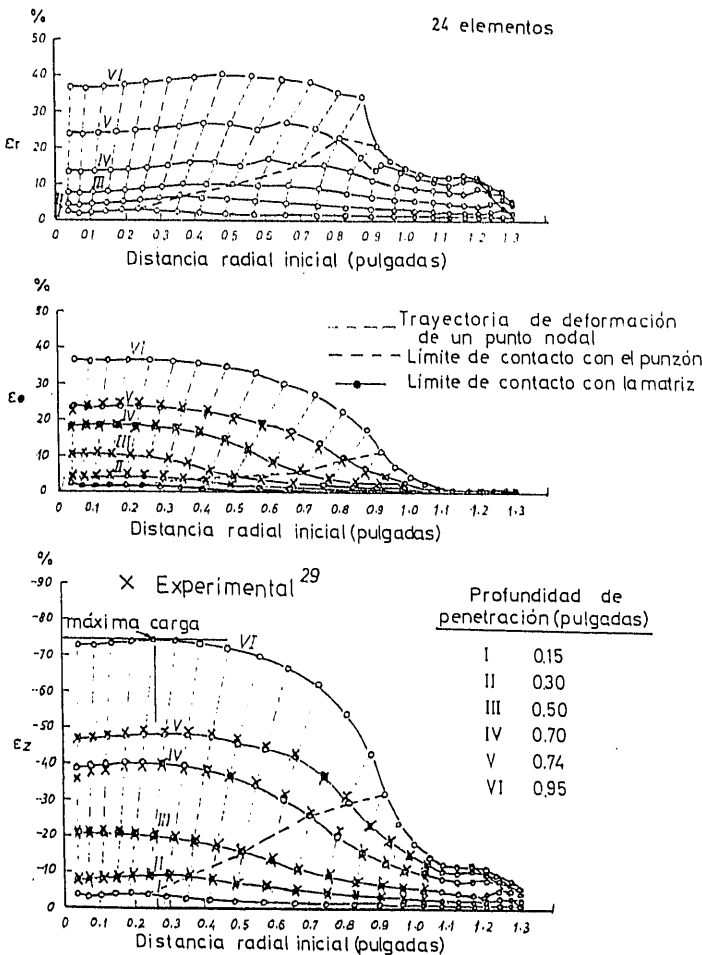 %
24 elementos
50
40
30
20
10
0
εr
VI
V
IV
III
II
0 0.1 0.2 0.3 0.4 0.5 0.6 0.7 0.8 0.9 1.0 1.1 1.2 1.3
Distancia radial inicial (pulgadas)
%
50
40
30
20
10
0
VI
V
IV
III
II
Trayectoria de deformación
de un punto nodal
Límite de contacto con el punzón
Límite de contacto con la matriz
0 0.1 0.2 0.3 0.4 0.5 0.6 0.7 0.8 0.9 1.0 1.1 1.2 1.3
Distancia radial inicial (pulgadas)
%
-90
-80
-70
-60
-50
-40
-30
-20
-10
0
εz
X Experimental 29
máxima carga
VI
V
IV
III
II
0 0.1 0.2 0.3 0.4 0.5 0.6 0.7 0.8 0.9 1.0 1.1 1.2 1.3
Distancia radial inicial (pulgadas)
Profundidad de
penetración (pulgadas)
I 0.15
II 0.30
III 0.50
IV 0.70
V 0.74
VI 0,95